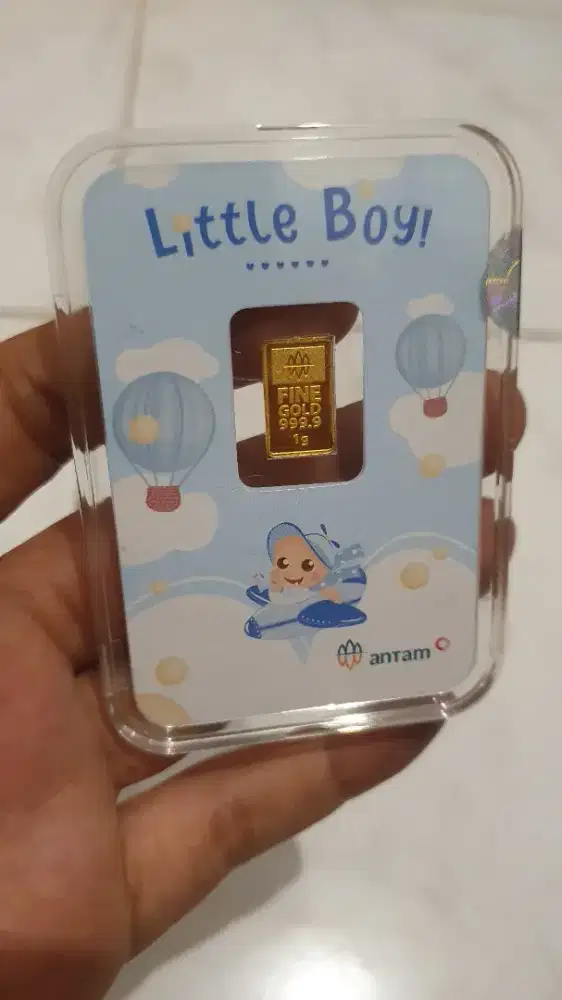 Little Boy!
FINE
GOLD
999.9
1g
antam